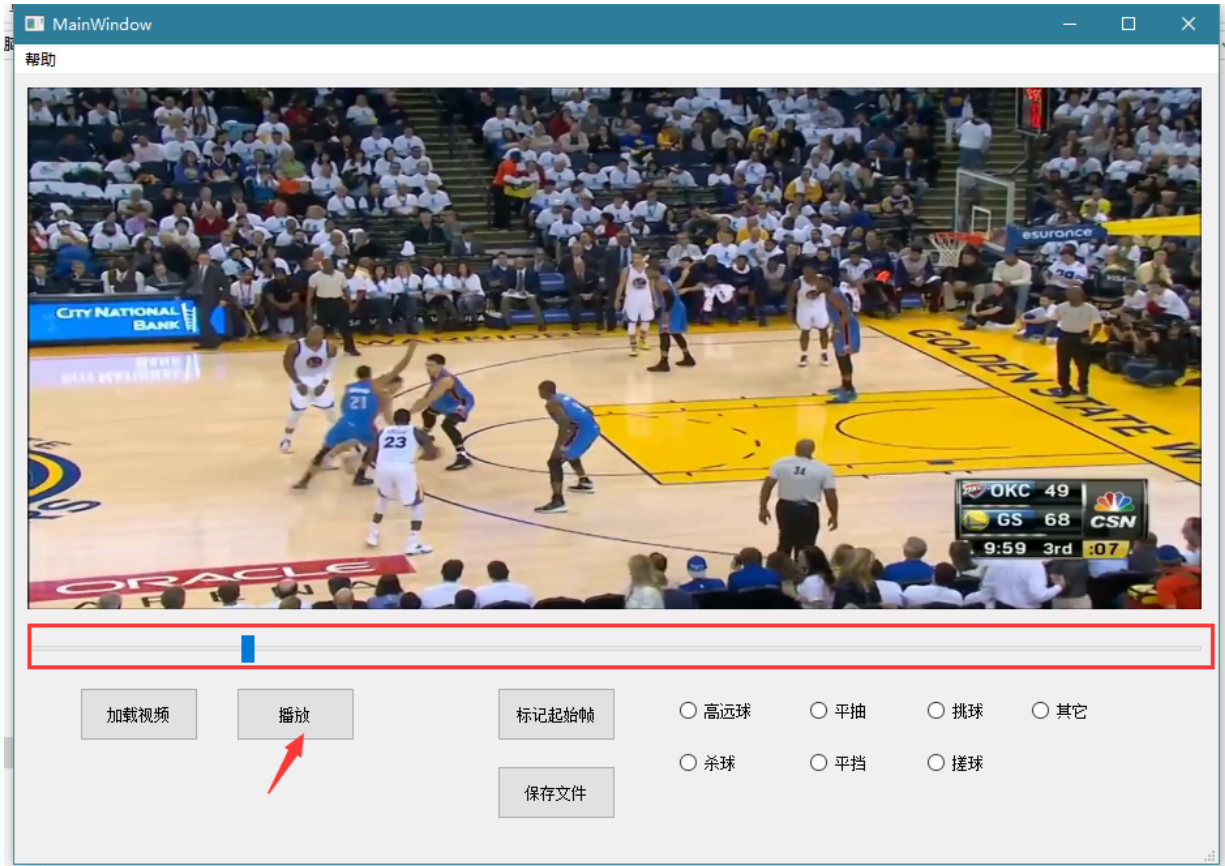 MainWindow
帮助
esurance
CITY NATIONAL
BANK
WARRIORS
GOLDEN STATE W
21
23
34
OKC 49
GS 68
CSN
9:59 3rd :07
ORACLE
加载视频
播放
标记起始帧
高远球
平抽
挑球
其它
杀球
平挡
搓球
保存文件